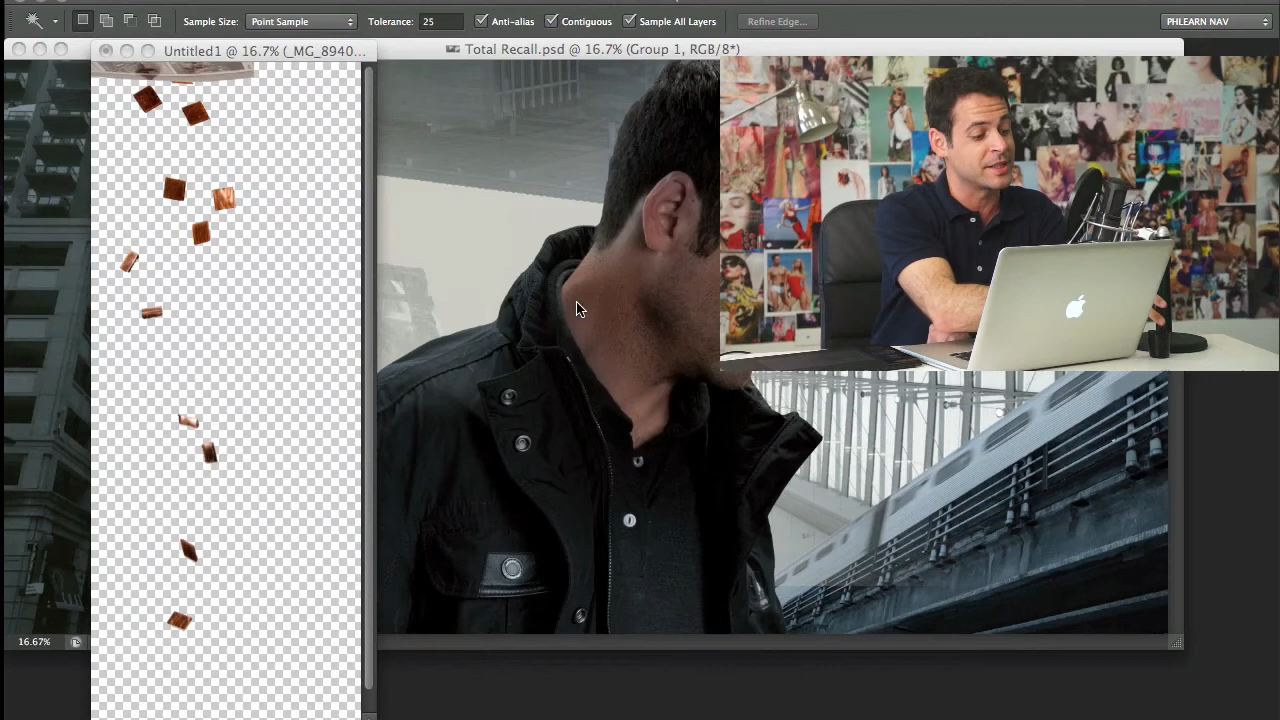 Sample Size: Point Sample Tolerance: 25 Anti-alias Contiguous Sample All Layers Refine Edge... PHLEARN NAV
Untitled1 @ 16.7% (_MG_8940... Total Recall.psd @ 16.7% (Group 1, RGB/8*)
16.67%